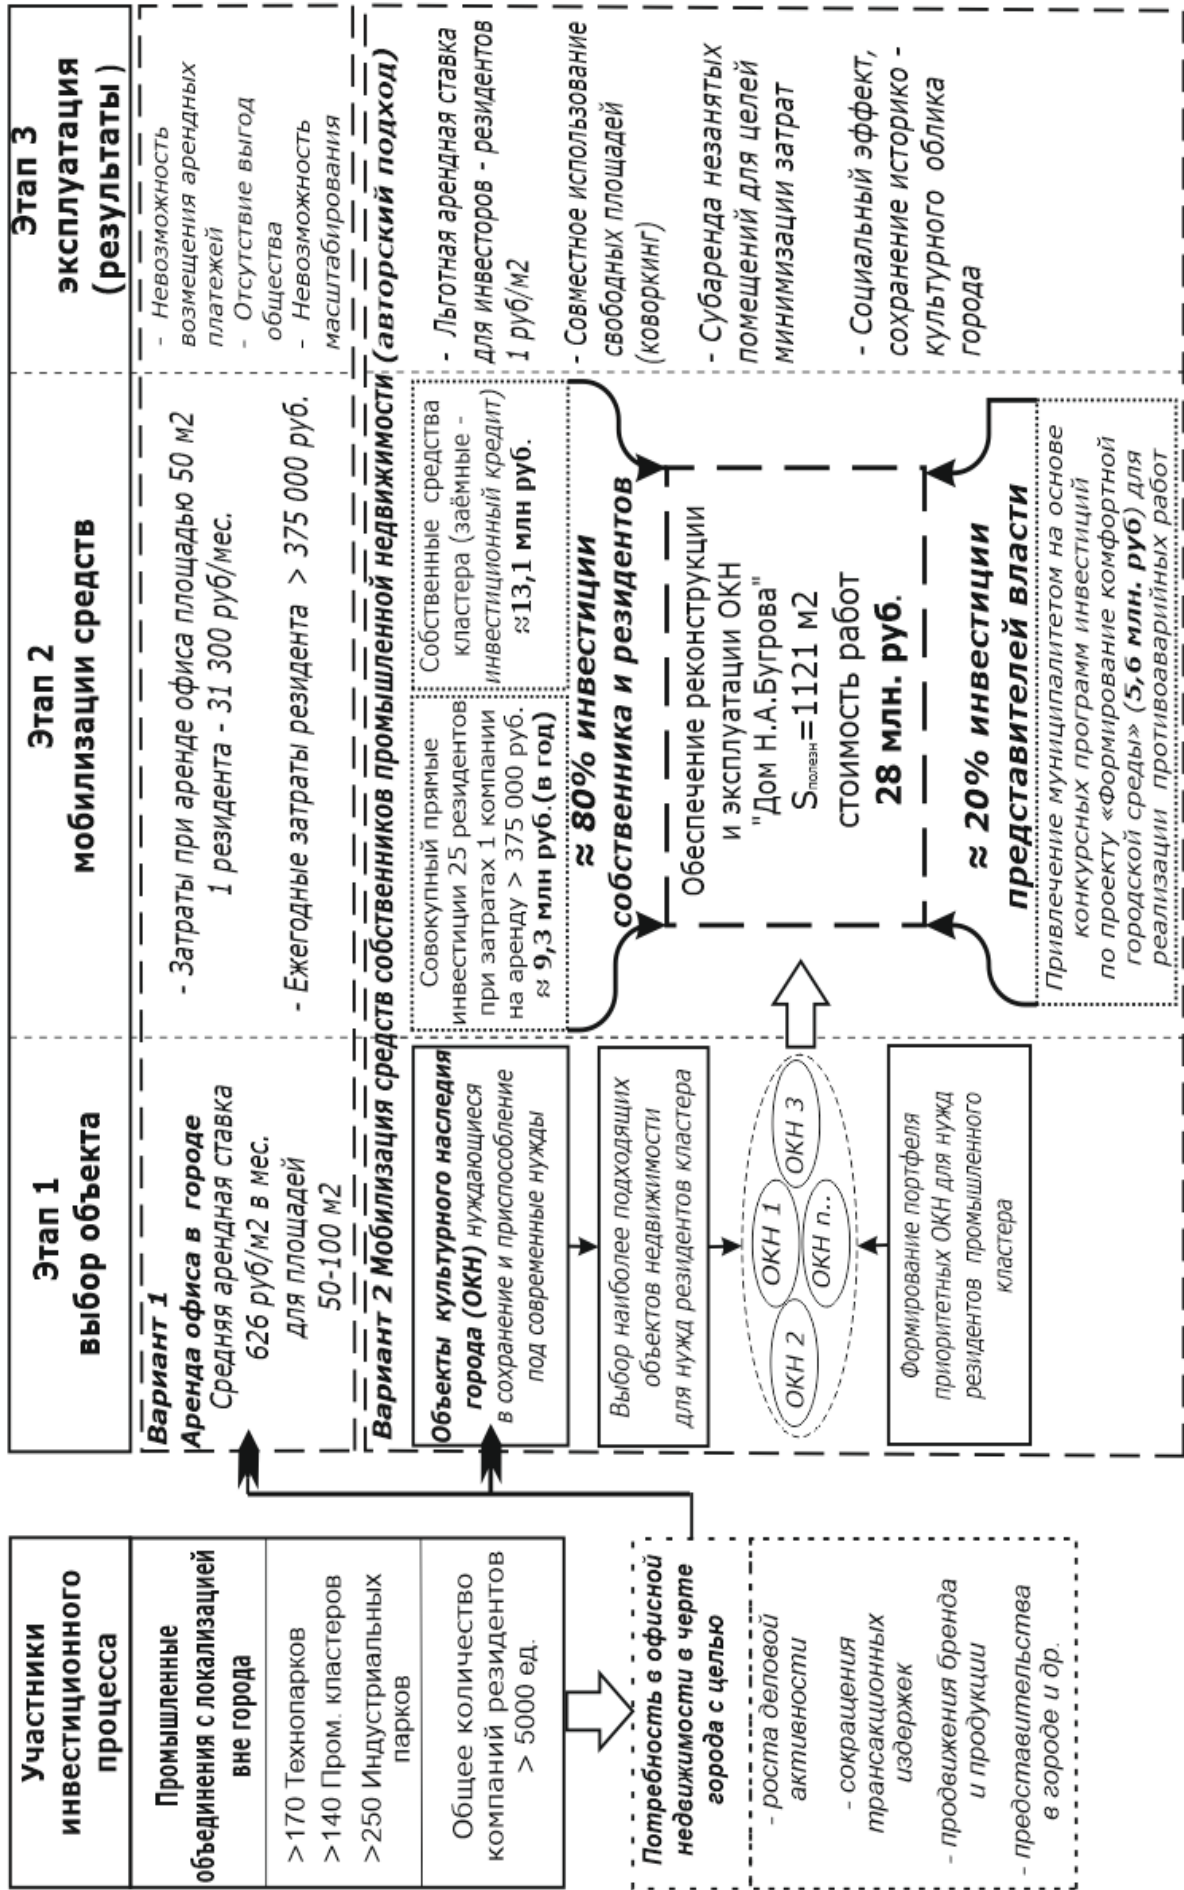 Участники
инвестиционного
процесса
Промышленные
объединения с локализацией
вне города
>170 Технопарков
>140 Пром. кластеров
>250 Индустриальных
парков
Общее количество
компаний резидентов
> 5000 ед.
Потребность в офисной
недвижимости в черте
города с целью
- роста деловой
активности
- сокращения
трансакционных
издержек
- продвижения бренда
и продукции
- представительства
в городе и др.
Этап 1
выбор объекта
Этап 2
мобилизации средств
Этап 3
эксплуатация
(результаты )
Вариант 1
Аренда офиса в городе
Средняя арендная ставка
626 руб/м2 в мес.
для площадей
50-100 м2
- Затраты при аренде офиса площадью 50 м2
1 резидента - 31 300 руб/мес.
- Ежегодные затраты резидента > 375 000 руб.
- Невозможность
возмещения арендных
платежей
- Отсутствие выгод
общества
- Невозможность
масштабирования
Вариант 2 Мобилизация средств собственников промышленной недвижимости (авторский подход)
Объекты культурного наследия
города (ОКН) нуждающиеся
в сохранение и приспособление
под современные нужды
Выбор наиболее подходящих
объектов недвижимости
для нужд резидентов кластера
ОКН 2
ОКН 1
ОКН n..
ОКН 3
Формирование портфеля
приоритетных ОКН для нужд
резидентов промышленного
кластера
Совокупный прямые
инвестиции 25 резидентов
при затратах 1 компании
на аренду > 375 000 руб.
≈ 9,3 млн руб.(в год)
Собственные средства
кластера (заёмные -
инвестиционный кредит)
≈13,1 млн руб.
≈ 80% инвестиции
собственника и резидентов
Обеспечение реконструкции
и эксплуатации ОКН
"Дом Н.А.Бугрова"
Sполезн=1121 м2
стоимость работ
28 млн. руб.
≈ 20% инвестиции
представителей власти
Привлечение муниципалитетом на основе
конкурсных программ инвестиций
по проекту «Формирование комфортной
городской среды» (5,6 млн. руб) для
реализации противоаварийных работ
- Льготная арендная ставка
для инвесторов - резидентов
1 руб/м2
- Совместное использование
свободных площадей
(коворкинг)
- Субаренда незанятых
помещений для целей
минимизации затрат
- Социальный эффект,
сохранение историко -
культурного облика
города